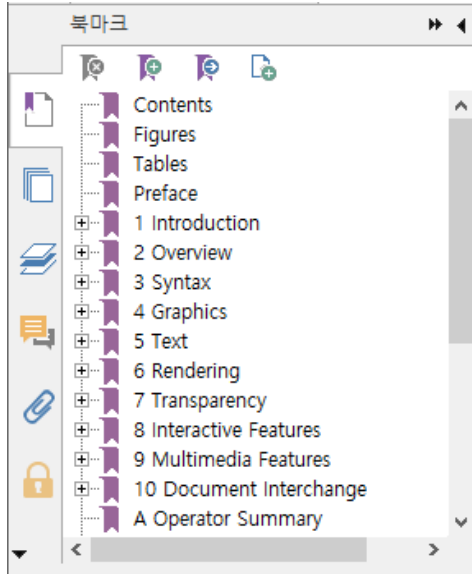 북마크
Contents
Figures
Tables
Preface
1 Introduction
2 Overview
3 Syntax
4 Graphics
5 Text
6 Rendering
7 Transparency
8 Interactive Features
9 Multimedia Features
10 Document Interchange
A Operator Summary